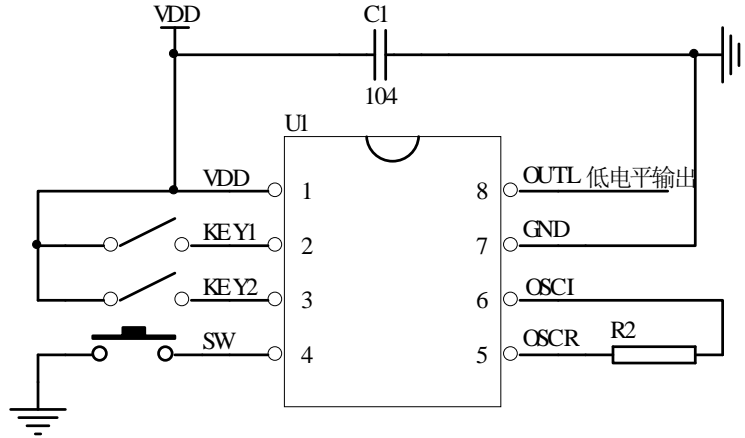 VDD
C1
104
U1
VDD 1 8 OUTL 低电平输出
KEY1 2 7 GND
KEY2 3 6 OSCI
SW 4 5 OSCR R2